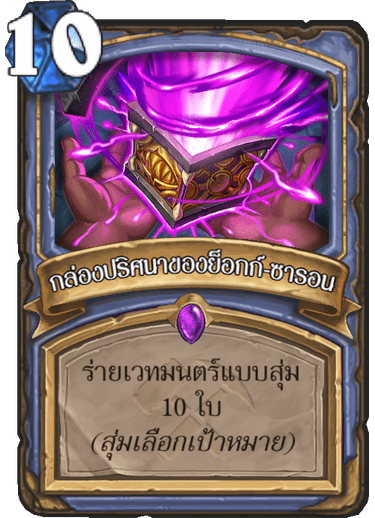 10
กล่องปริศนาของย็อกก์-ซารอน
ร่ายเวทมนตร์แบบสุ่ม
10 ใบ
(สุ่มเลือกเป้าหมาย)